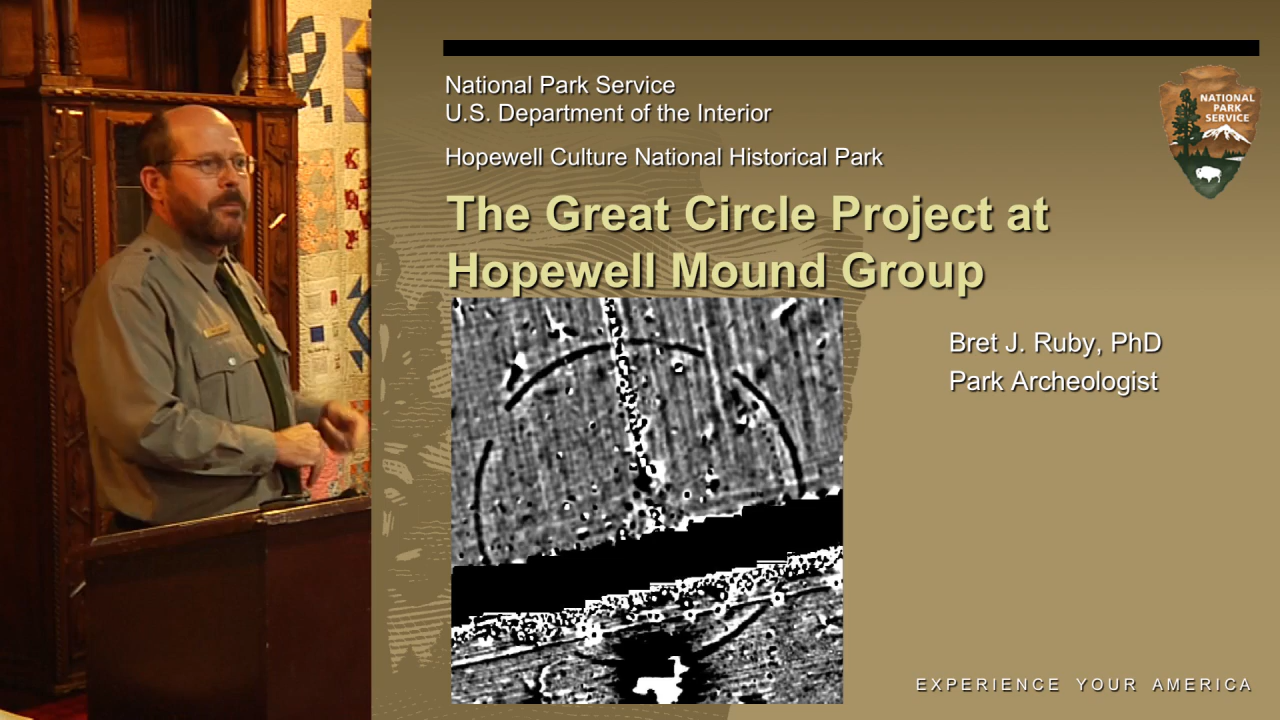 National Park Service
U.S. Department of the Interior
Hopewell Culture National Historical Park
The Great Circle Project at
Hopewell Mound Group
Bret J. Ruby, PhD
Park Archeologist
EXPERIENCE YOUR AMERICA
NATIONAL
PARK
SERVICE